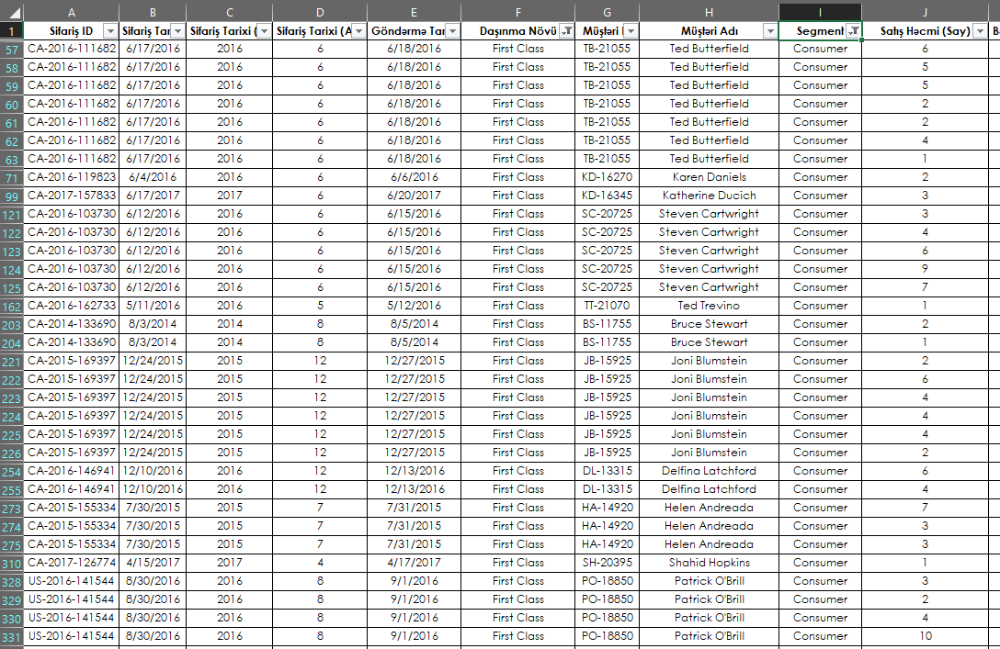 A B C D E F G H I J
1 Sifariş ID Sifariş Tar Sifariş Tarixi ( Sifariş Tarixi (A Göndərmə Tar Daşınma Növü Müştəri Müştəri Adı Segment Satış Həcmi (Say) B
57 CA-2016-111682 6/17/2016 2016 6 6/18/2016 First Class TB-21055 Ted Butterfield Consumer 6
58 CA-2016-111682 6/17/2016 2016 6 6/18/2016 First Class TB-21055 Ted Butterfield Consumer 5
59 CA-2016-111682 6/17/2016 2016 6 6/18/2016 First Class TB-21055 Ted Butterfield Consumer 5
60 CA-2016-111682 6/17/2016 2016 6 6/18/2016 First Class TB-21055 Ted Butterfield Consumer 2
61 CA-2016-111682 6/17/2016 2016 6 6/18/2016 First Class TB-21055 Ted Butterfield Consumer 2
62 CA-2016-111682 6/17/2016 2016 6 6/18/2016 First Class TB-21055 Ted Butterfield Consumer 4
63 CA-2016-111682 6/17/2016 2016 6 6/18/2016 First Class TB-21055 Ted Butterfield Consumer 1
71 CA-2016-119823 6/4/2016 2016 6 6/6/2016 First Class KD-16270 Karen Daniels Consumer 2
99 CA-2017-157833 6/17/2017 2017 6 6/20/2017 First Class KD-16345 Katherine Ducich Consumer 3
121 CA-2016-103730 6/12/2016 2016 6 6/15/2016 First Class SC-20725 Steven Cartwright Consumer 3
122 CA-2016-103730 6/12/2016 2016 6 6/15/2016 First Class SC-20725 Steven Cartwright Consumer 4
123 CA-2016-103730 6/12/2016 2016 6 6/15/2016 First Class SC-20725 Steven Cartwright Consumer 6
124 CA-2016-103730 6/12/2016 2016 6 6/15/2016 First Class SC-20725 Steven Cartwright Consumer 9
125 CA-2016-103730 6/12/2016 2016 6 6/15/2016 First Class SC-20725 Steven Cartwright Consumer 7
162 CA-2016-162733 5/11/2016 2016 5 5/12/2016 First Class TT-21070 Ted Trevino Consumer 1
203 CA-2014-133690 8/3/2014 2014 8 8/5/2014 First Class BS-11755 Bruce Stewart Consumer 2
204 CA-2014-133690 8/3/2014 2014 8 8/5/2014 First Class BS-11755 Bruce Stewart Consumer 1
221 CA-2015-169397 12/24/2015 2015 12 12/27/2015 First Class JB-15925 Joni Blumstein Consumer 2
222 CA-2015-169397 12/24/2015 2015 12 12/27/2015 First Class JB-15925 Joni Blumstein Consumer 6
223 CA-2015-169397 12/24/2015 2015 12 12/27/2015 First Class JB-15925 Joni Blumstein Consumer 4
224 CA-2015-169397 12/24/2015 2015 12 12/27/2015 First Class JB-15925 Joni Blumstein Consumer 4
225 CA-2015-169397 12/24/2015 2015 12 12/27/2015 First Class JB-15925 Joni Blumstein Consumer 4
226 CA-2015-169397 12/24/2015 2015 12 12/27/2015 First Class JB-15925 Joni Blumstein Consumer 2
254 CA-2016-146941 12/10/2016 2016 12 12/13/2016 First Class DL-13315 Delfina Latchford Consumer 6
255 CA-2016-146941 12/10/2016 2016 12 12/13/2016 First Class DL-13315 Delfina Latchford Consumer 4
273 CA-2015-155334 7/30/2015 2015 7 7/31/2015 First Class HA-14920 Helen Andreada Consumer 7
274 CA-2015-155334 7/30/2015 2015 7 7/31/2015 First Class HA-14920 Helen Andreada Consumer 3
275 CA-2015-155334 7/30/2015 2015 7 7/31/2015 First Class HA-14920 Helen Andreada Consumer 3
310 CA-2017-126774 4/15/2017 2017 4 4/17/2017 First Class SH-20395 Shahid Hopkins Consumer 1
328 US-2016-141544 8/30/2016 2016 8 9/1/2016 First Class PO-18850 Patrick O'Brill Consumer 3
329 US-2016-141544 8/30/2016 2016 8 9/1/2016 First Class PO-18850 Patrick O'Brill Consumer 2
330 US-2016-141544 8/30/2016 2016 8 9/1/2016 First Class PO-18850 Patrick O'Brill Consumer 4
331 US-2016-141544 8/30/2016 2016 8 9/1/2016 First Class PO-18850 Patrick O'Brill Consumer 10